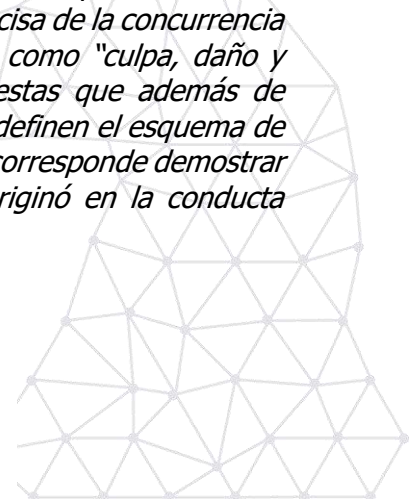 cisa de la concurrencia
como “culpa, daño y
estas que además de
definen el esquema de
corresponde demostrar
riginó en la conducta